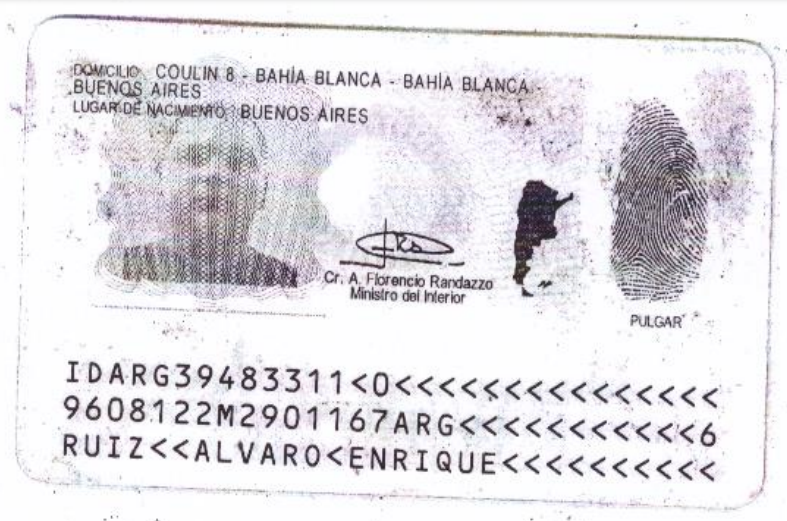 DOMICILIO: COULIN 8 - BAHÍA BLANCA - BAHÍA BLANCA -
BUENOS AIRES
LUGAR DE NACIMIENTO: BUENOS AIRES
Cr. A. Florencio Randazzo
Ministro del Interior
PULGAR
IDARG39483311<0<<<<<<<<<<<<<<<
9608122M2901167ARG<<<<<<<<<<<6
RUIZ<<ALVARO<ENRIQUE<<<<<<<<<<